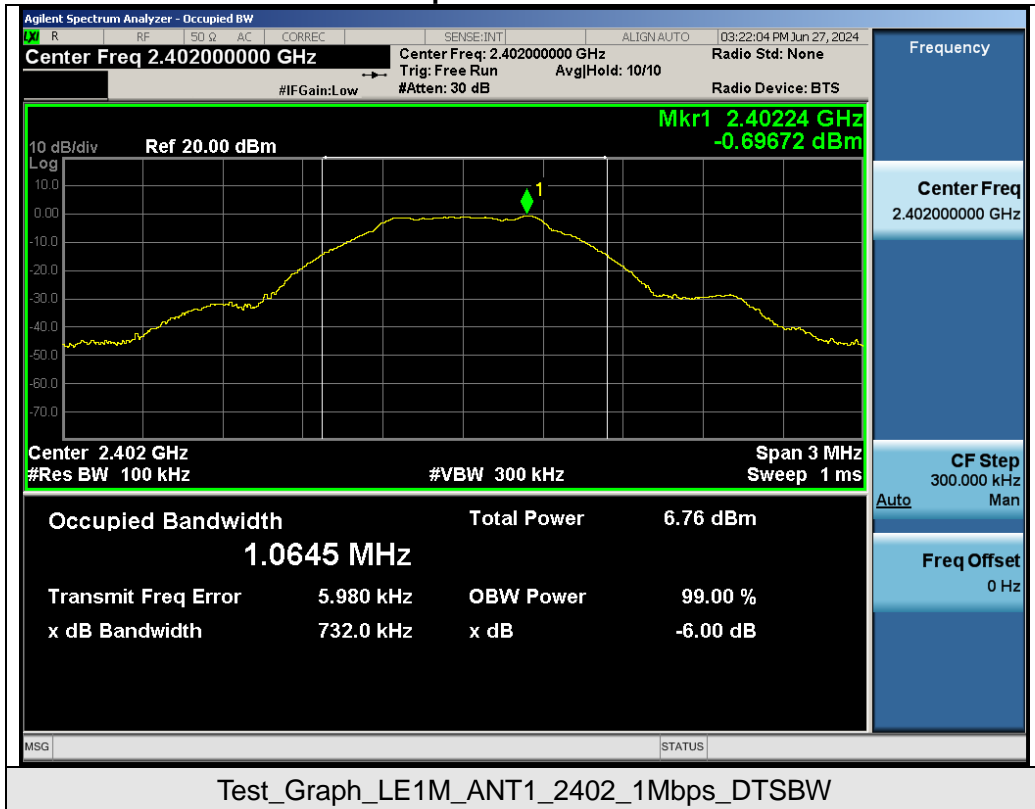 Agilent Spectrum Analyzer - Occupied BW
LXI R RF 50 Ω AC CORREC SENSE:INT ALIGN AUTO 03:22:04 PM Jun 27, 2024
Center Freq 2.402000000 GHz Center Freq: 2.402000000 GHz Radio Std: None
Trig: Free Run Avg|Hold: 10/10
#IFGain:Low #Atten: 30 dB Radio Device: BTS
Mkr1 2.40224 GHz
-0.69672 dBm
10 dB/div Ref 20.00 dBm
Log
10.0
0.00
-10.0
-20.0
-30.0
-40.0
-50.0
-60.0
-70.0
1
Center 2.402 GHz Span 3 MHz
#Res BW 100 kHz #VBW 300 kHz Sweep 1 ms
Occupied Bandwidth Total Power 6.76 dBm
1.0645 MHz
Transmit Freq Error 5.980 kHz OBW Power 99.00 %
x dB Bandwidth 732.0 kHz x dB -6.00 dB
MSG STATUS
Frequency
Center Freq
2.402000000 GHz
CF Step
300.000 kHz
Auto Man
Freq Offset
0 Hz
Test_Graph_LE1M_ANT1_2402_1Mbps_DTSBW